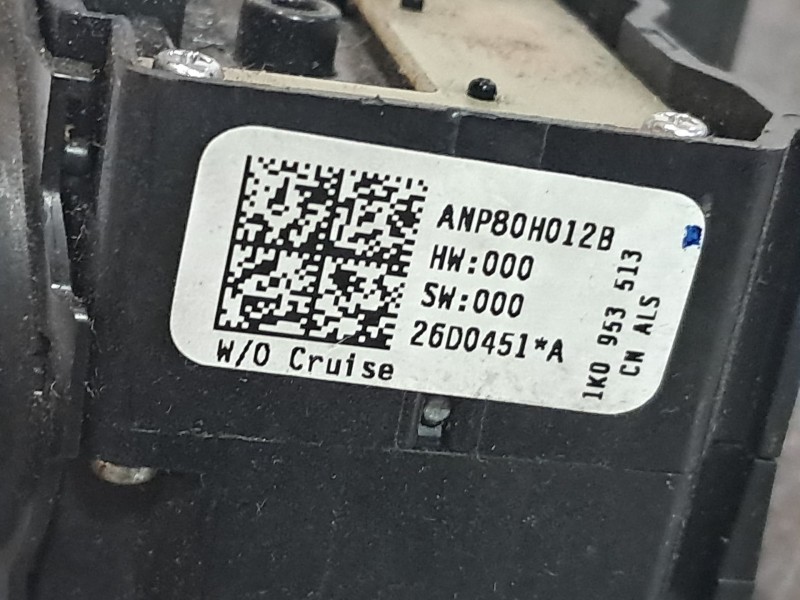 ANP80H012B
HW:000
SW:000
26D0451*A
W/O Cruise
1K0 953 513
CN ALS